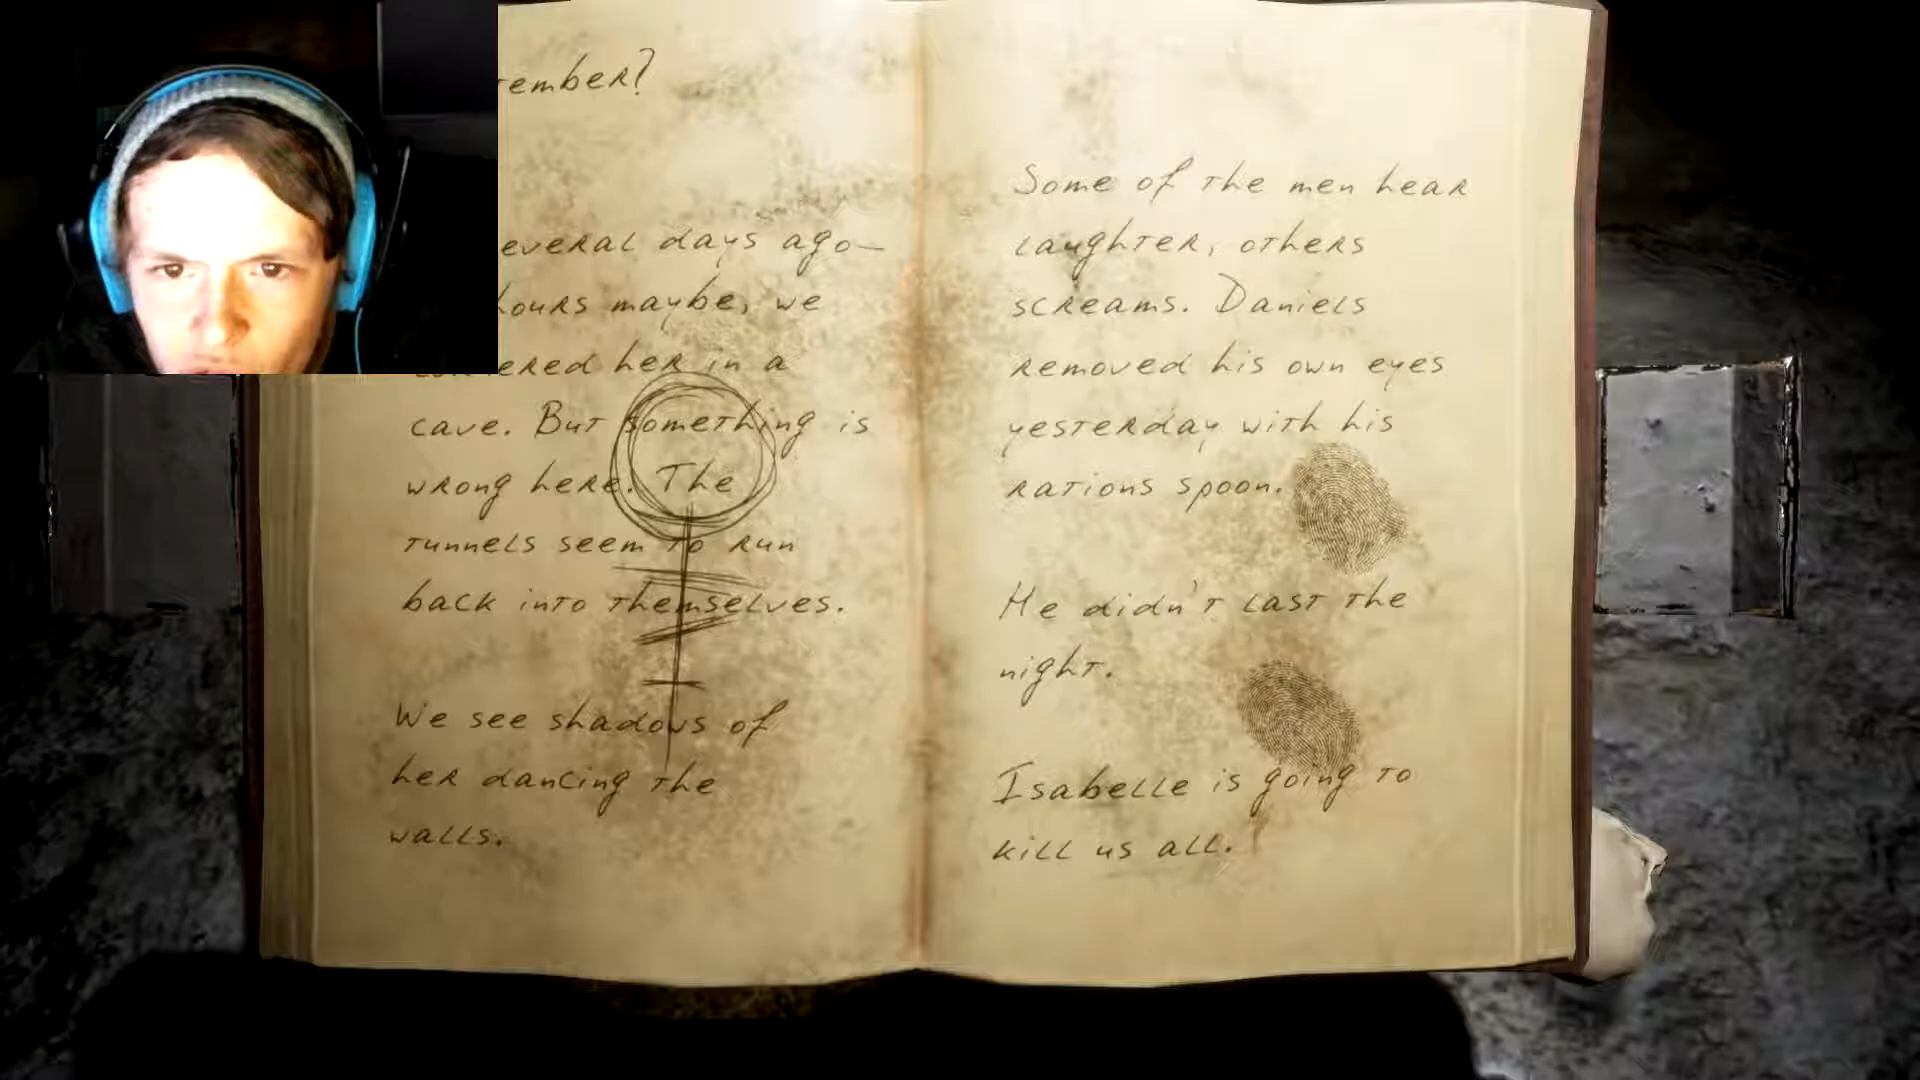 ember?
everal days ago—
hours maybe, we
ered her in a
cave. But something is
wrong here. The
tunnels seem to run
back into themselves.
We see shadows of
her dancing the
walls.
Some of the men hear
laughter, others
screams. Daniels
removed his own eyes
yesterday with his
rations spoon.
He didn't last the
night.
Isabelle is going to
kill us all.